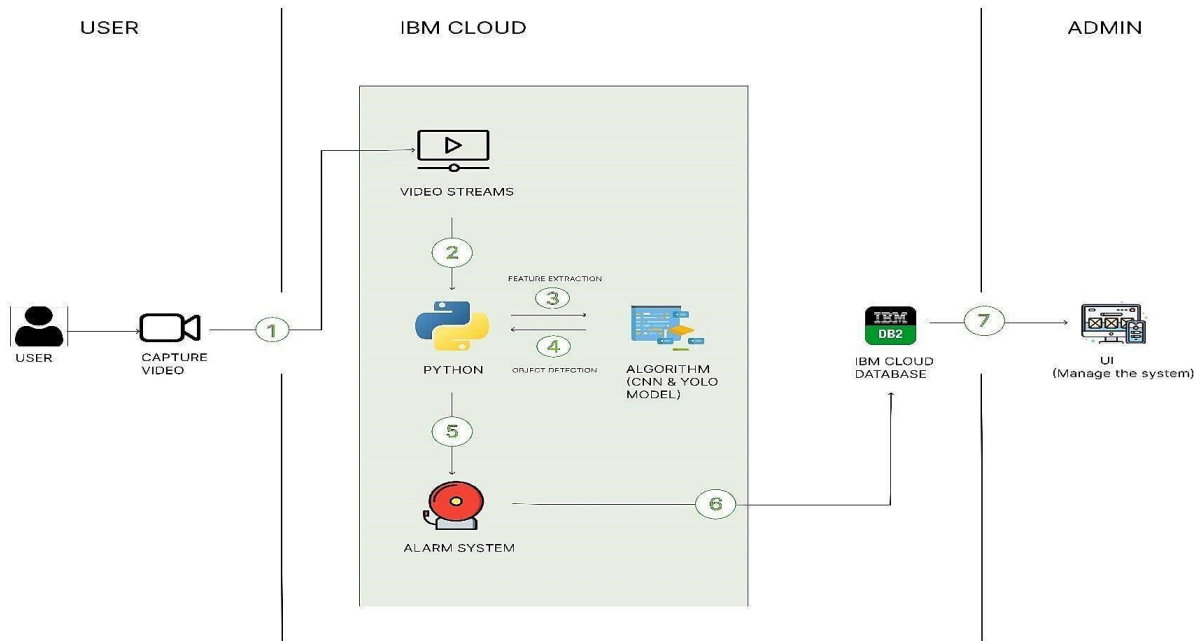 USER
IBM CLOUD
ADMIN
VIDEO STREAMS
2
FEATURE EXTRACTION
3
1
4
USER
CAPTURE
VIDEO
PYTHON
OBJECT DETECTION
ALGORITHM
(CNN & YOLO
MODEL)
IBM
DB2
IBM CLOUD
DATABASE
7
UI
(Manage the system)
5
6
ALARM SYSTEM